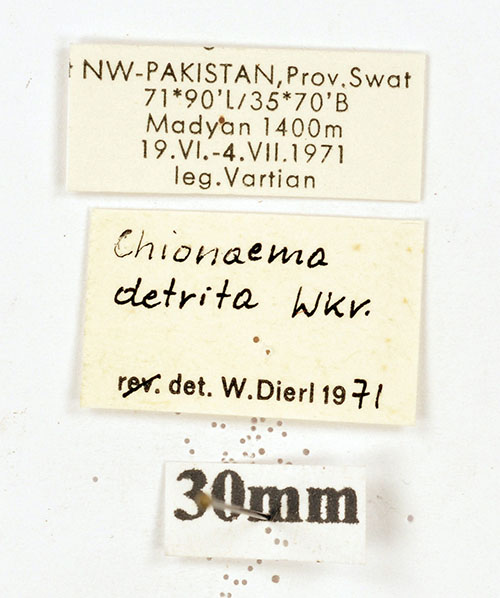 NW-PAKISTAN, Prov. Swat
71*90'L/35*70'B
Madyan 1400m
19.VI.-4.VII.1971
leg. Vartian
Chionaema
detrita Wkr.
rev. det. W. Dierl 1971
30mm